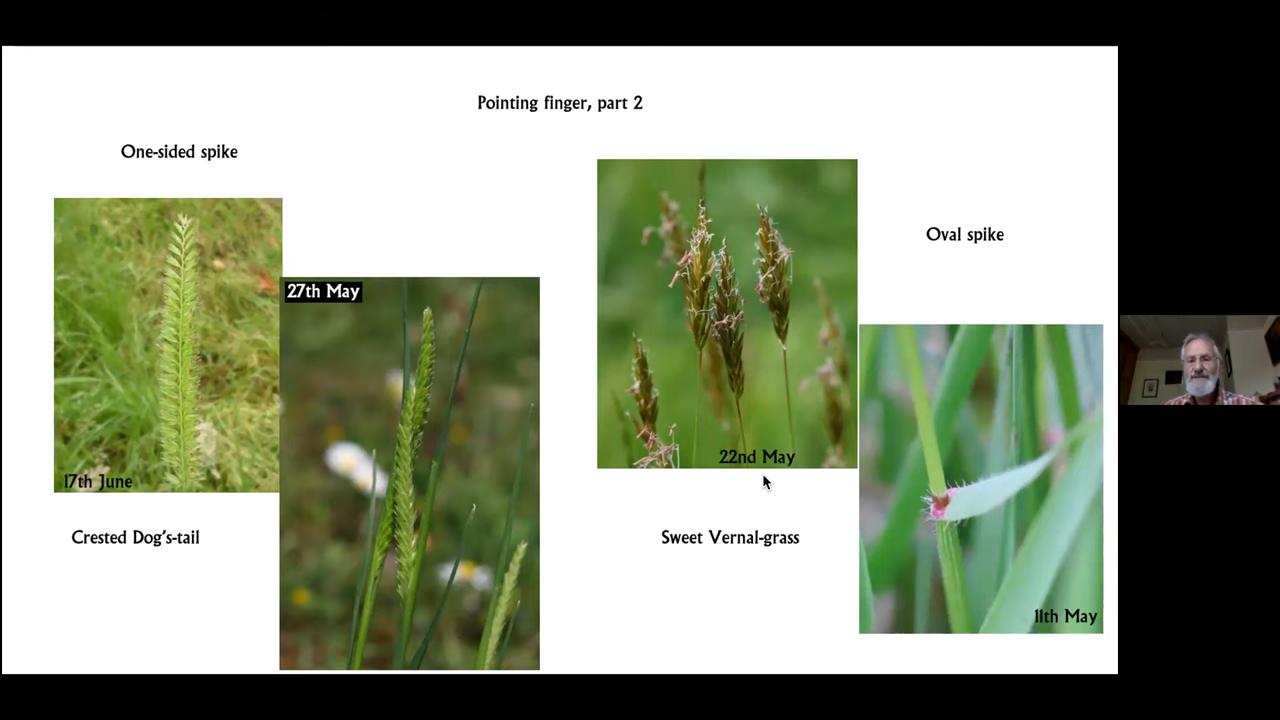 Pointing finger, part 2
One-sided spike
Oval spike
27th May
22nd May
17th June
Crested Dog's-tail
Sweet Vernal-grass
11th May